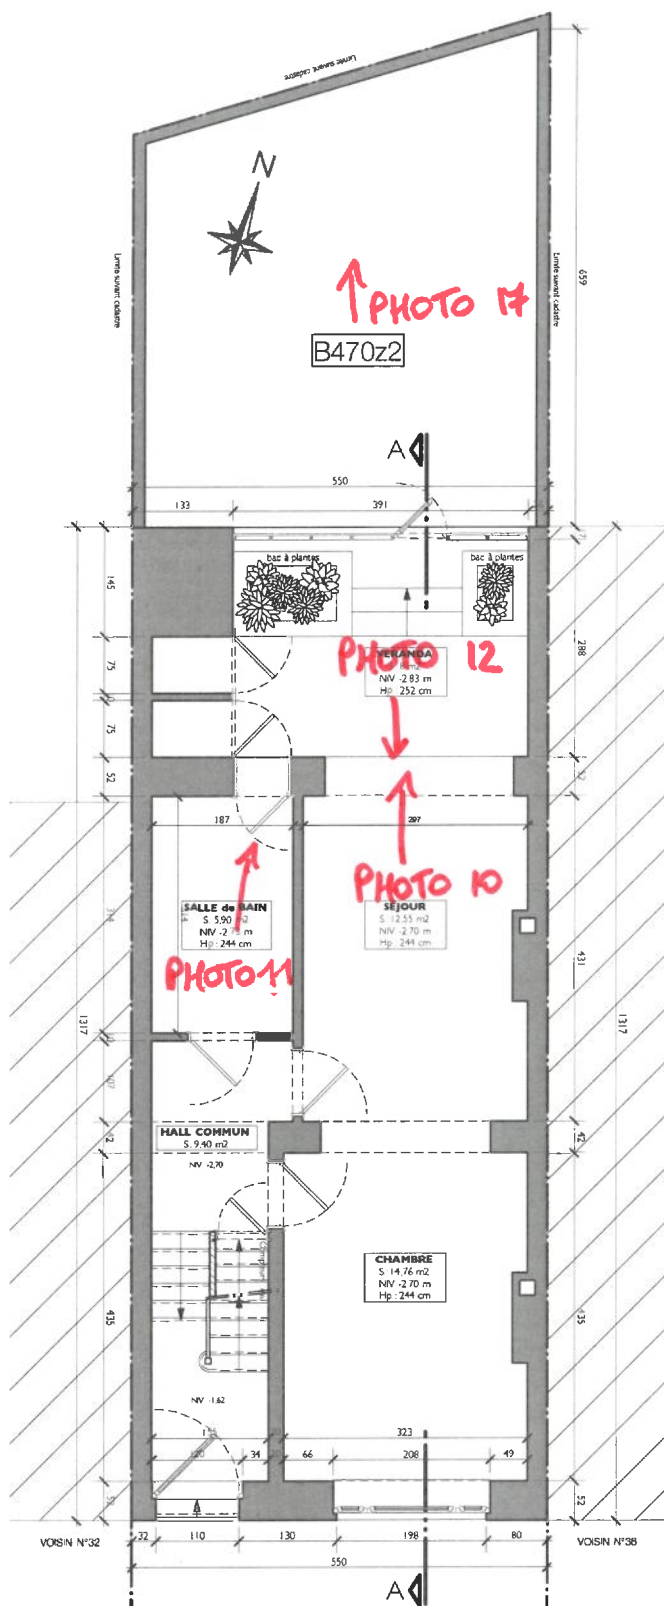 Limite suivant cadastre
N
Limite suivant cadastre
Limite suivant cadastre
659
PHOTO 17
B470z2
A
550
133
391
bac à plantes
bac à plantes
145
288
PHOTO 12
VERANDA
NIV -2.83 m
Hp : 252 cm
75
75
52
187
297
PHOTO 10
SALLE de BAIN
S. 5,90 m2
Hp : 244 cm
SÉJOUR
S. 12.55 m2
NIV -2.70 m
Hp : 244 cm
PHOTO 11
431
1317
1317
107
HALL COMMUN
S. 9.40 m2
NIV -2,70
42
42
CHAMBRE
S. 14,76 m2
NIV -2.70 m
Hp : 244 cm
435
435
NIV -1,62
323
120
34
66
208
49
52
VOISIN N°32
32
110
130
198
80
VOISIN N°36
550
A